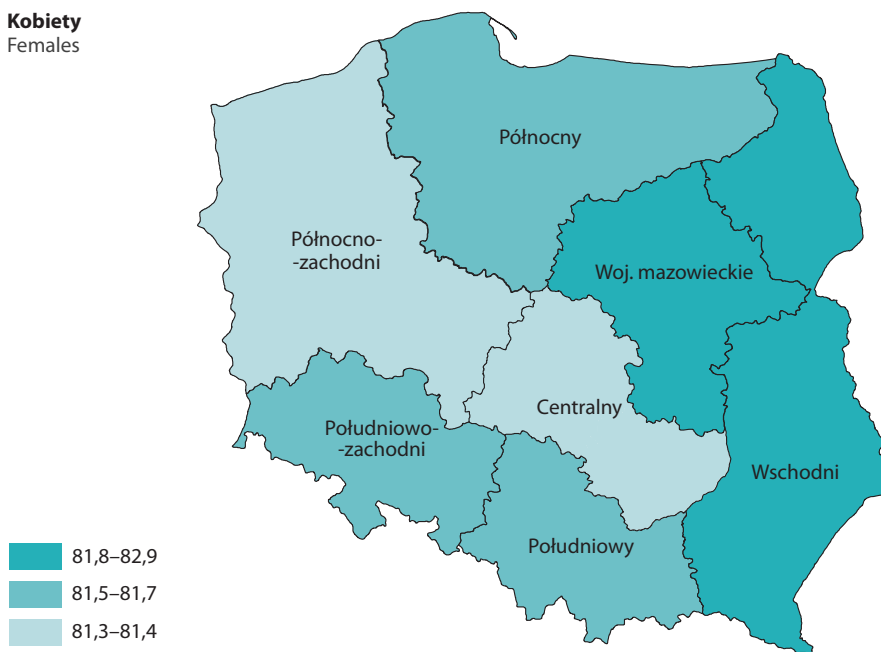 Kobiety
Females
Północny
Północno-
-zachodni
Woj. mazowieckie
Centralny
Południowo-
-zachodni
Wschodni
Południowy
81,8–82,9
81,5–81,7
81,3–81,4